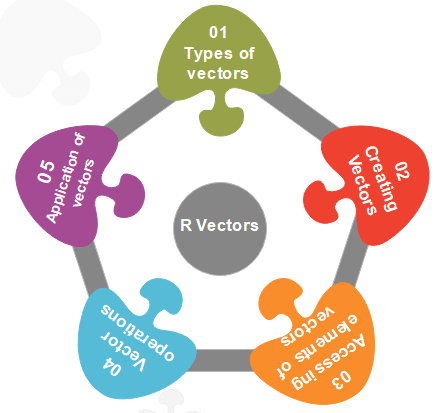 01
Types of
vectors
02
Creating
Vectors
03
Accessing
elements of
vectors
04
Vector
operations
05
Application of
vectors
R Vectors